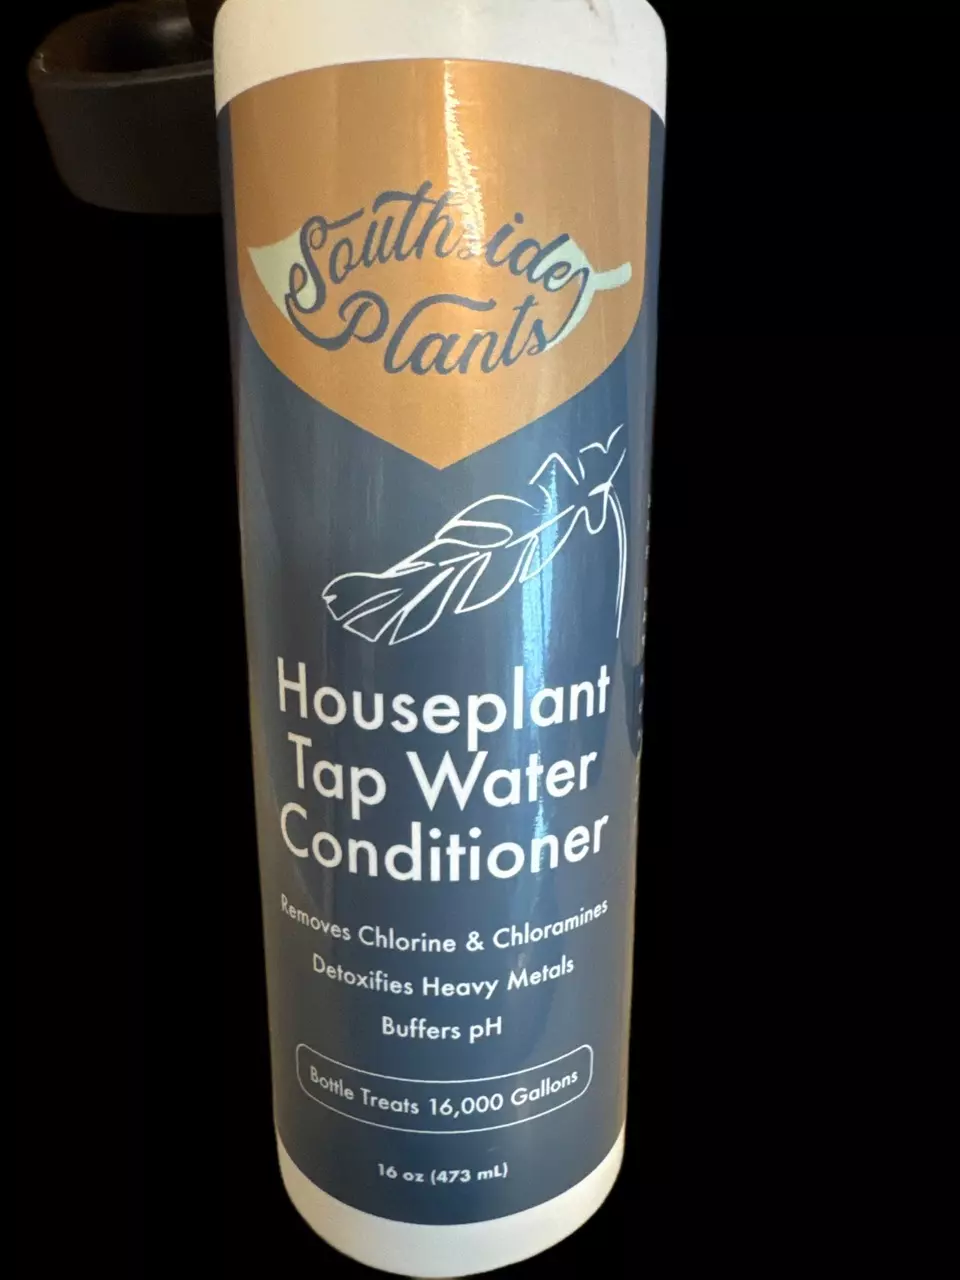 Southside
Plants
Houseplant
Tap Water
Conditioner
Removes Chlorine & Chloramines
Detoxifies Heavy Metals
Buffers pH
Bottle Treats 16,000 Gallons
16 oz (473 mL)